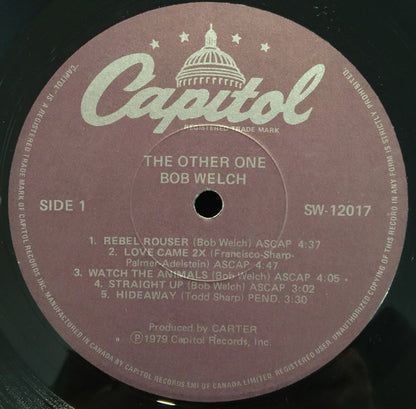 Capitol
REGISTERED TRADE MARK
THE OTHER ONE
BOB WELCH
SIDE 1
SW-12017
1. REBEL ROUSER (Bob Welch) ASCAP 4:37
2. LOVE CAME 2X (Francisco-Sharp-
Palmer-Adelstein) ASCAP 4:47
3. WATCH THE ANIMALS (Bob Welch) ASCAP 4:05
4. STRAIGHT UP (Bob Welch) ASCAP 3:02
5. HIDEAWAY (Todd Sharp) PEND. 3:30
Produced by CARTER
Ⓟ 1979 Capitol Records, Inc.
"CAPITOL" IS A REGISTERED TRADE MARK OF CAPITOL RECORDS INC. MANUFACTURED IN CANADA BY CAPITOL RECORDS EMI OF CANADA LIMITED. ALL RIGHTS RESERVED. UNAUTHORIZED COPYING OF THIS RECORDING IN ANY FORM IS STRICTLY PROHIBITED.